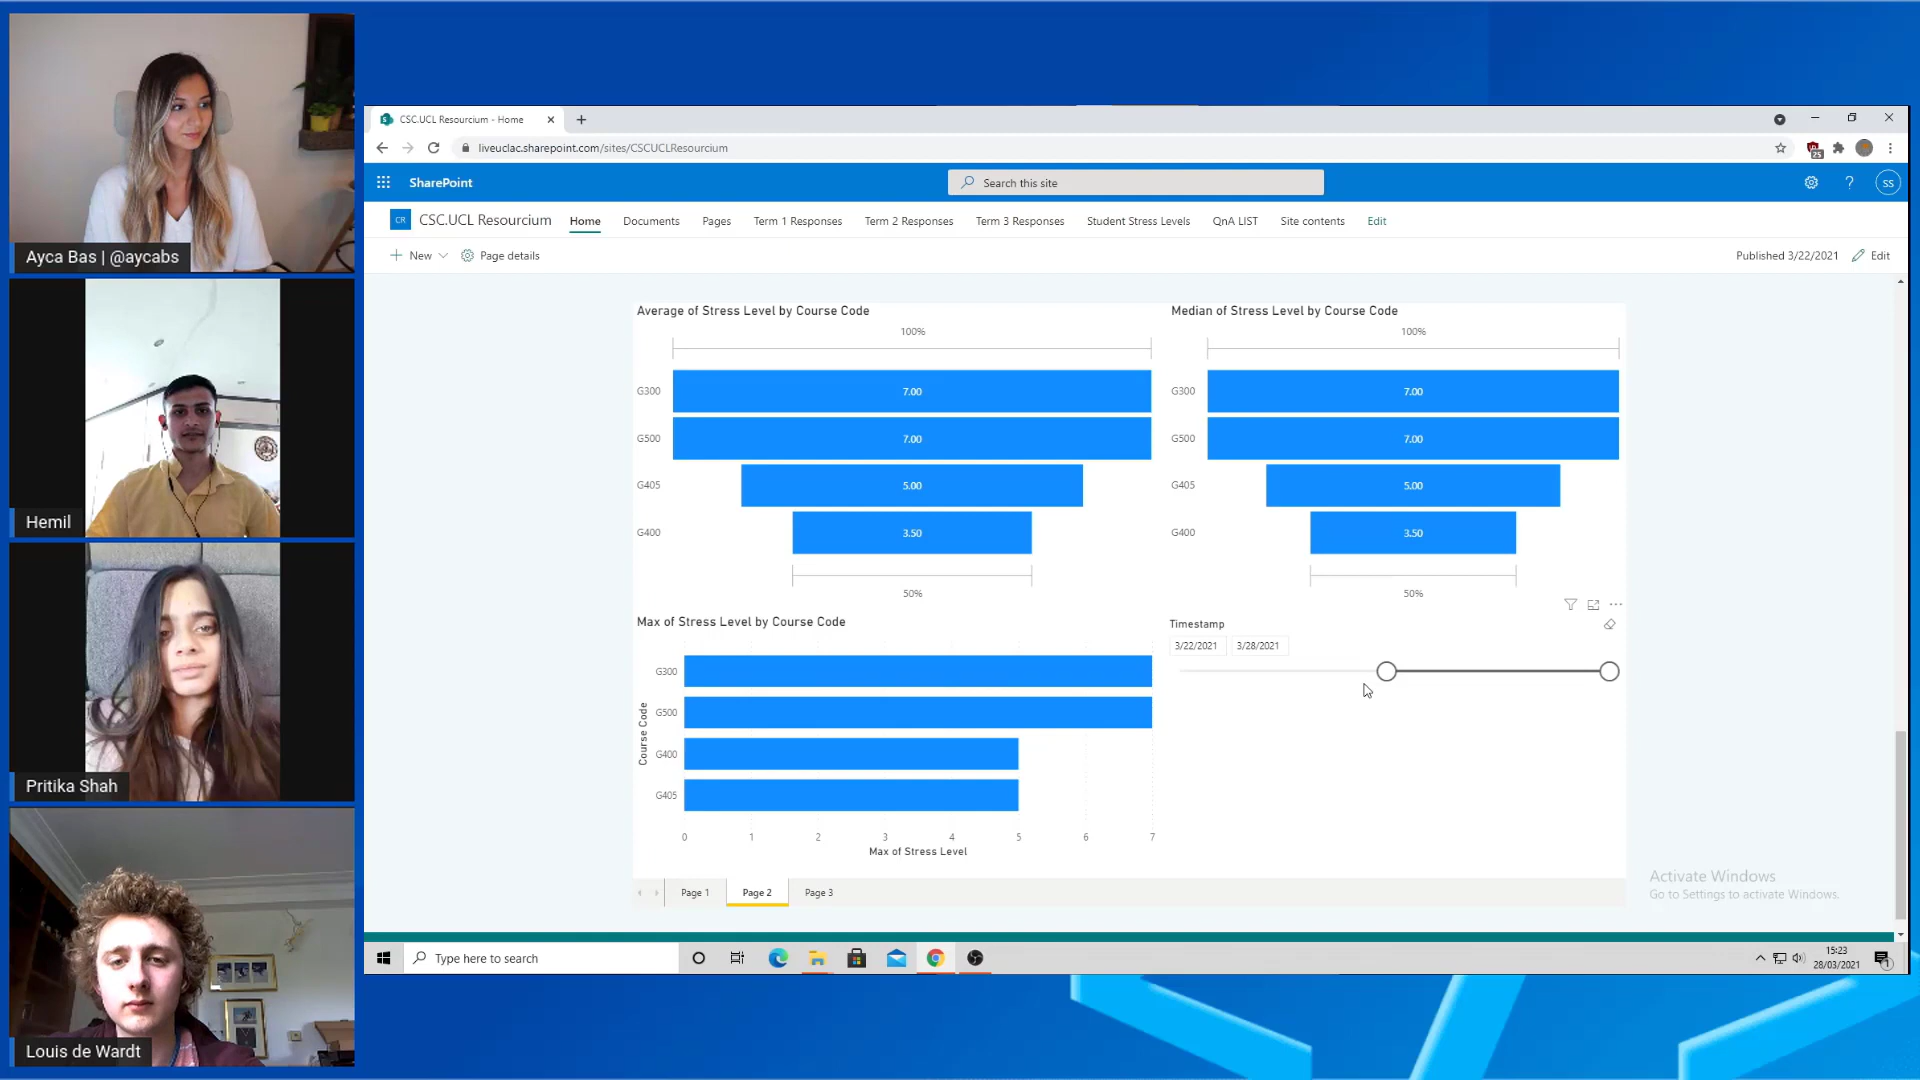 Ayca Bas | @aycabs
Hemil
Pritika Shah
Louis de Wardt
CSC.UCL Resourcium - Home
liveuclac.sharepoint.com/sites/CSCUCLResourcium
25
SharePoint
Search this site
SS
CR CSC.UCL Resourcium Home Documents Pages Term 1 Responses Term 2 Responses Term 3 Responses Student Stress Levels QnA LIST Site contents Edit
New Page details Published 3/22/2021 Edit
Average of Stress Level by Course Code
100%
G300 7.00
G500 7.00
G405 5.00
G400 3.50
50%
Median of Stress Level by Course Code
100%
G300 7.00
G500 7.00
G405 5.00
G400 3.50
50%
Max of Stress Level by Course Code
Course Code
G300
G500
G400
G405
0 1 2 3 4 5 6 7
Max of Stress Level
Timestamp
3/22/2021 3/28/2021
Page 1 Page 2 Page 3
Activate Windows
Go to Settings to activate Windows.
Type here to search
15:23
28/03/2021
1